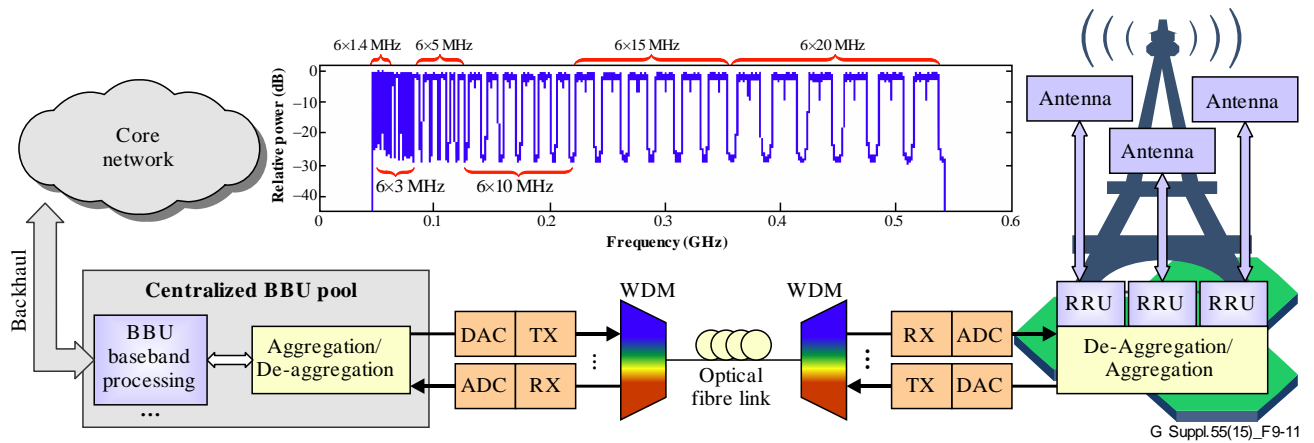 6×1.4 MHz
6×5 MHz
6×15 MHz
6×20 MHz
0
–10
–20
–30
–40
Relative power (dB)
6×3 MHz
6×10 MHz
0
0.1
0.2
0.3
0.4
0.5
0.6
Frequency (GHz)
Core
network
Backhaul
Centralized BBU pool
BBU
baseband
processing
...
Aggregation/
De-aggregation
DAC
TX
ADC
RX
...
WDM
Optical
fibre link
WDM
...
RX
ADC
TX
DAC
Antenna
Antenna
Antenna
RRU
RRU
RRU
De-Aggregation/
Aggregation
G Suppl.55(15)_F9-11